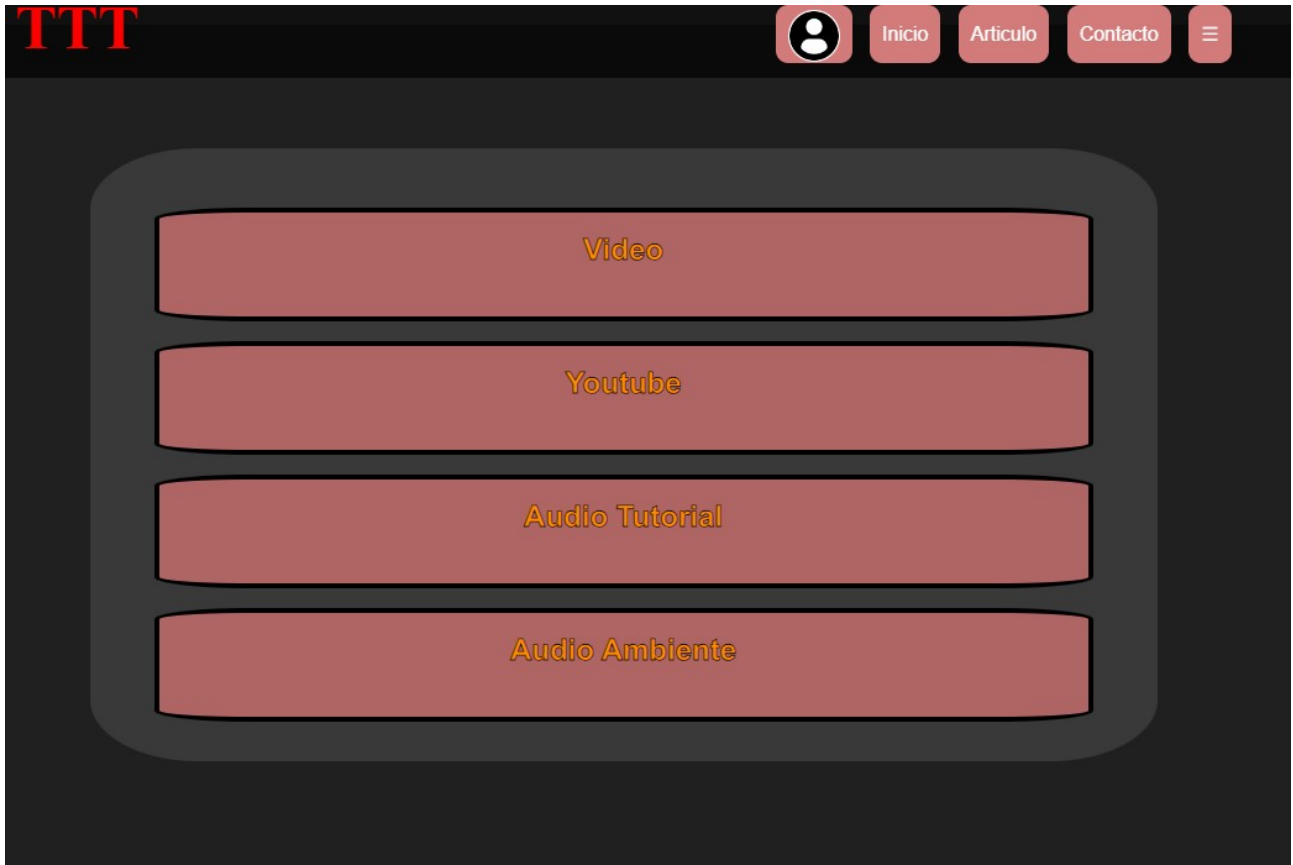 TTT
Inicio
Articulo
Contacto
☰
Video
Youtube
Audio Tutorial
Audio Ambiente